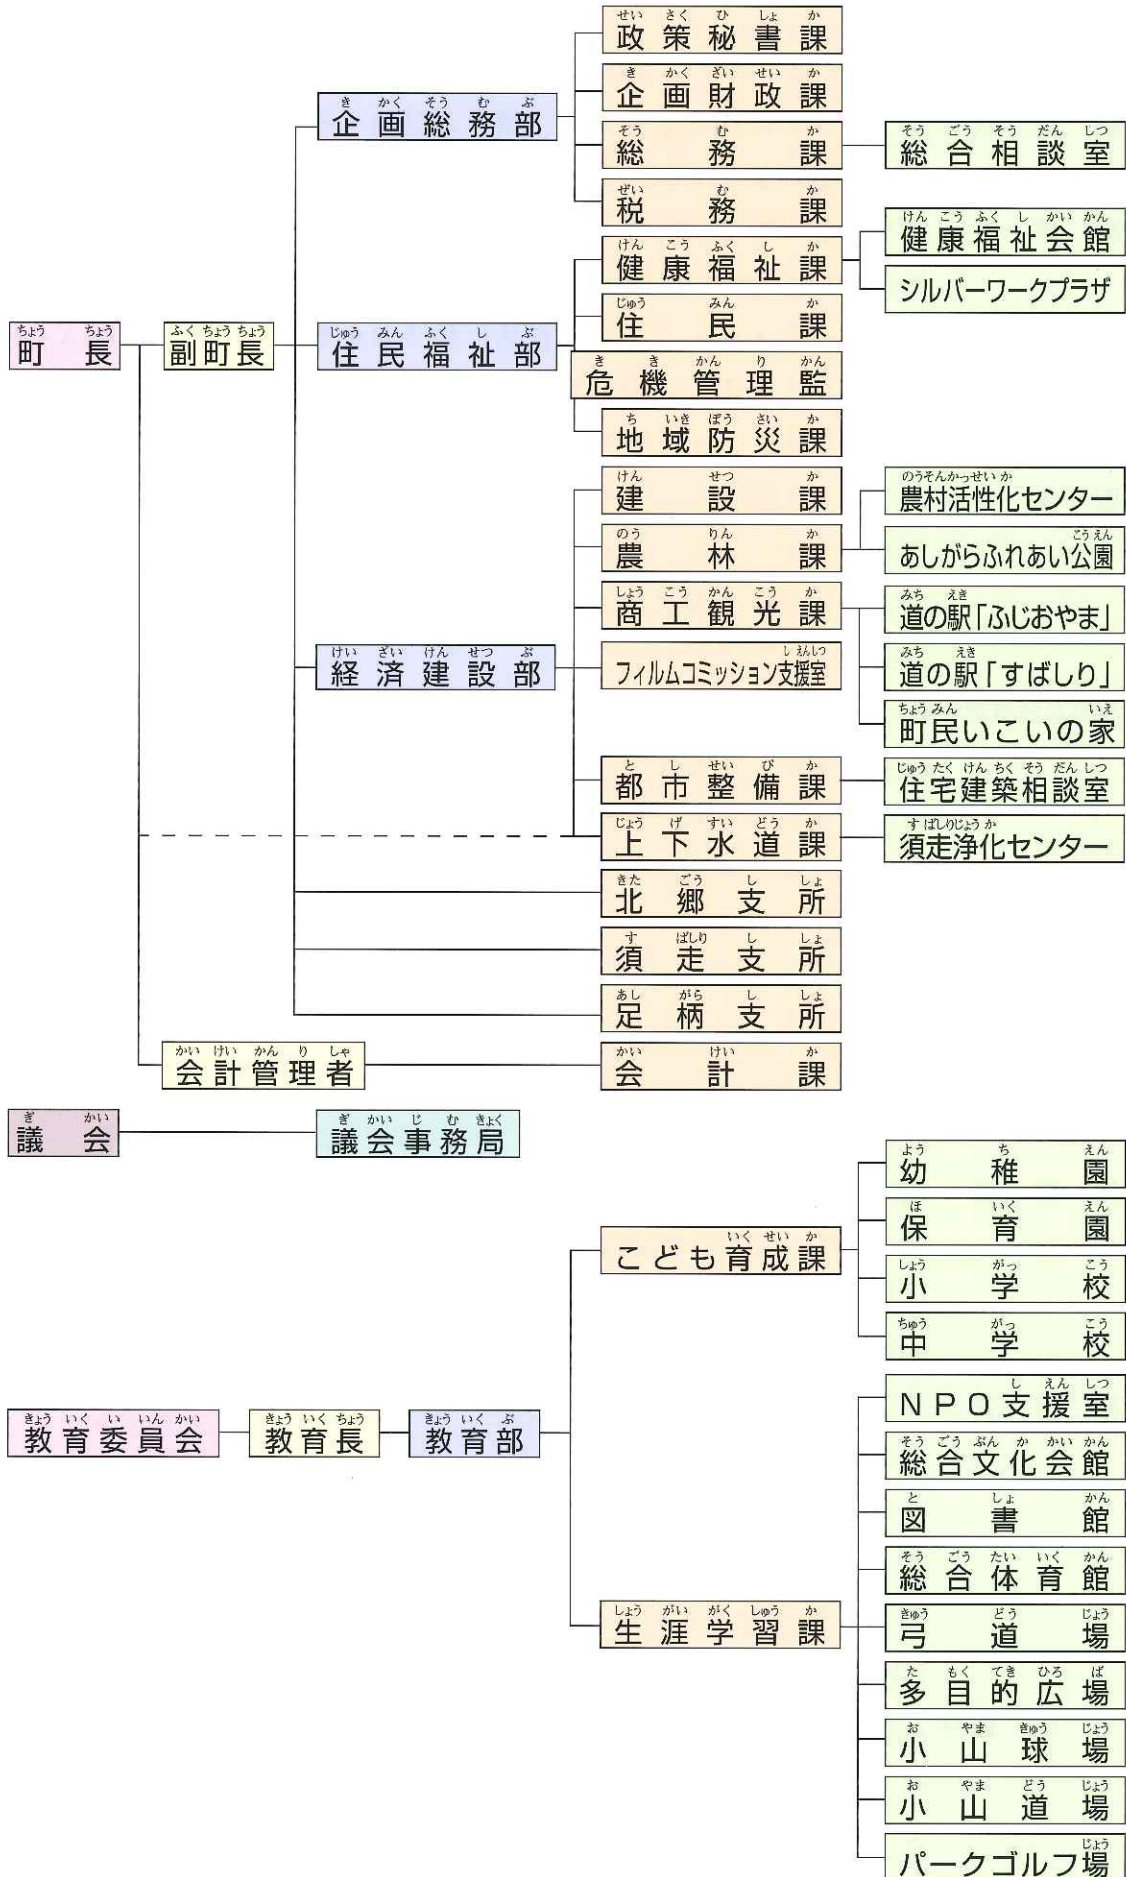 町長
副町長
企画総務部
政策秘書課
企画財政課
総務課
総合相談室
税務課
住民福祉部
健康福祉課
健康福祉会館
シルバーワークプラザ
住民課
危機管理監
地域防災課
経済建設部
建設課
農林課
農村活性化センター
あしがらふれあい公園
商工観光課
道の駅「ふじおやま」
道の駅「すばしり」
町民いこいの家
フィルムコミッション支援室
都市整備課
住宅建築相談室
上下水道課
須走浄化センター
北郷支所
須走支所
足柄支所
会計管理者
会計課
議会
議会事務局
教育委員会
教育長
教育部
こども育成課
幼稚園
保育園
小学校
中学校
生涯学習課
NPO支援室
総合文化会館
図書館
総合体育館
弓道場
多目的広場
小山球場
小山道場
パークゴルフ場